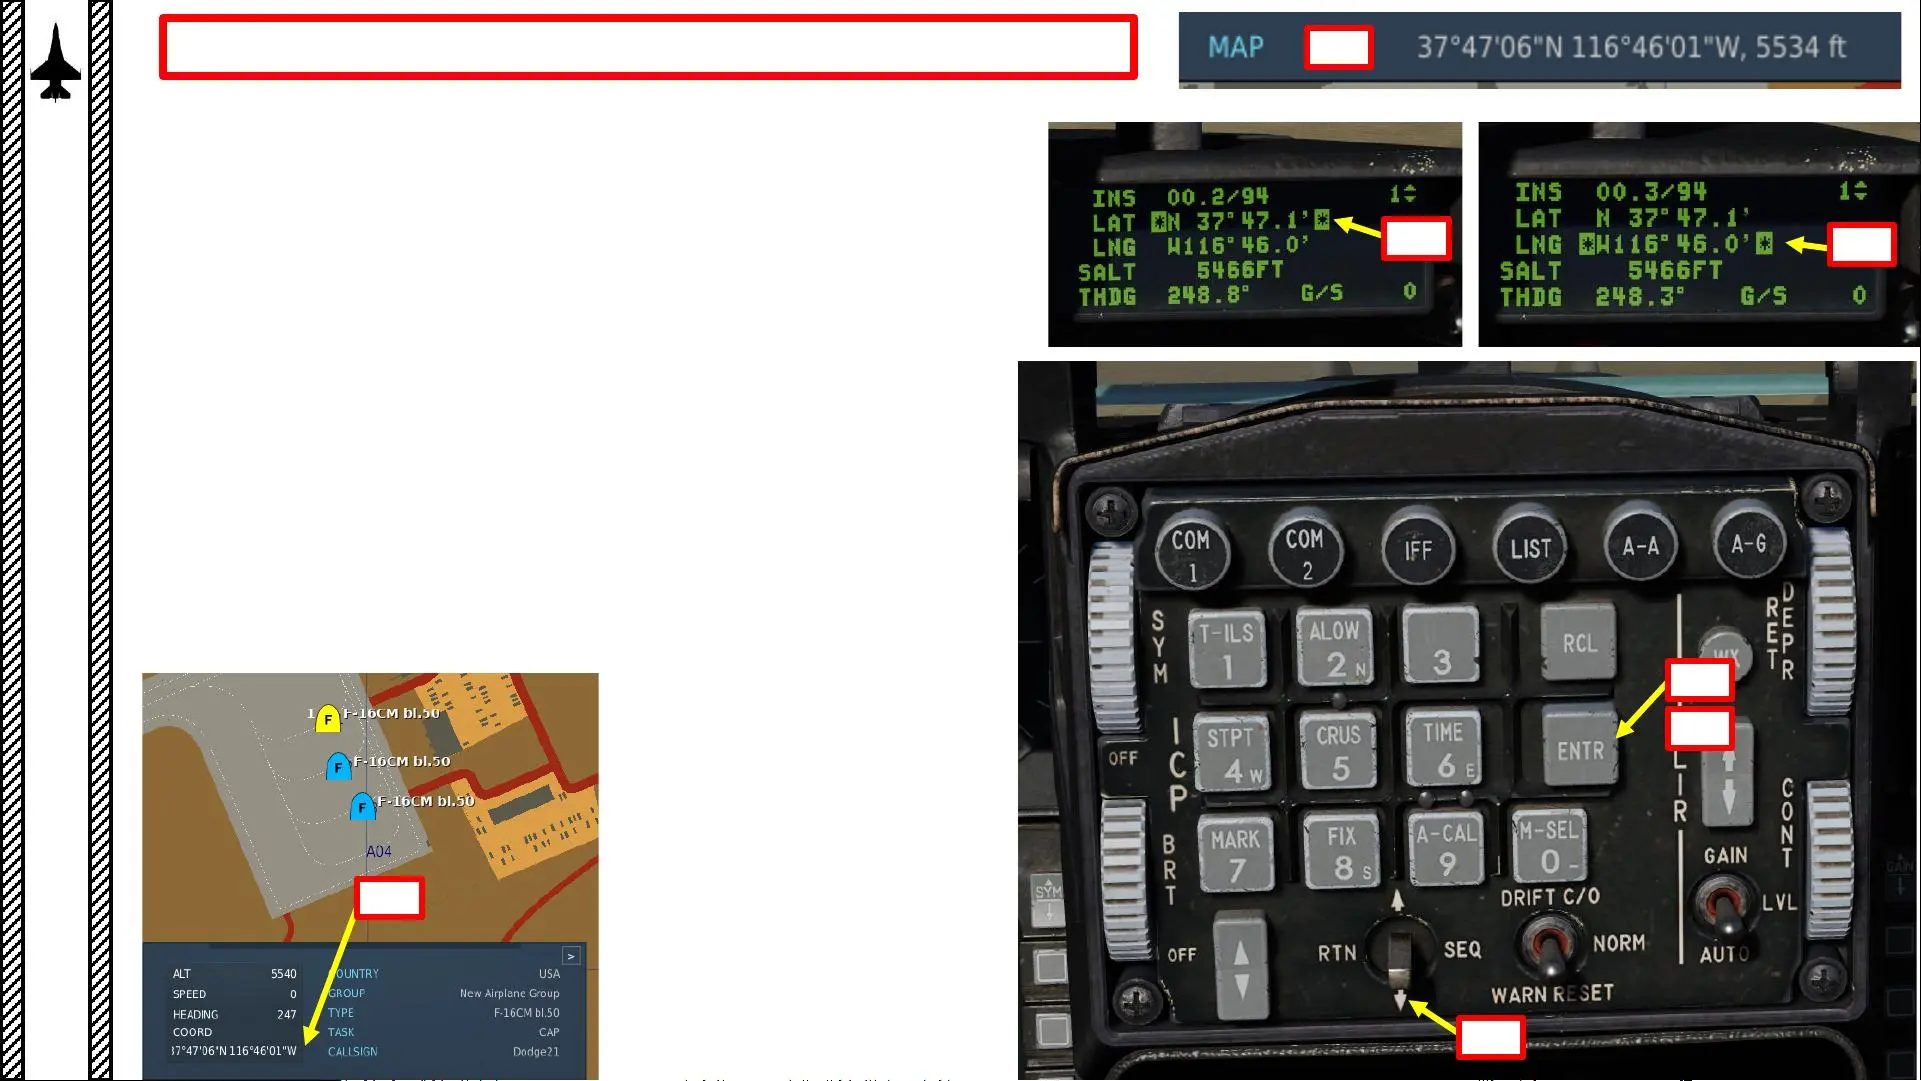 MAP 37°47'06"N 116°46'01"W, 5534 ft
INS 00.2/94 1
LAT *N 37°47.1'*
LNG W116°46.0'
SALT 5466FT
THDG 248.8° G/S 0
INS 00.3/94 1
LAT N 37°47.1'
LNG *W116°46.0'*
SALT 5466FT
THDG 248.3° G/S 0
COM 1
COM 2
IFF
LIST
A-A
A-G
SYM
T-ILS 1
ALOW 2 N
3
RCL
WX
RET
DEPR
ICP
OFF
STPT 4 W
CRUS 5
TIME 6 E
ENTR
BRT
MARK 7
FIX 8 S
A-CAL 9
M-SEL 0 -
CONT
GAIN
LVL
AUTO
DRIFT C/O
NORM
WARN RESET
OFF
RTN
SEQ
SYM
1 F F-16CM bl.50
F F-16CM bl.50
F F-16CM bl.50
A04
>
ALT 5540
SPEED 0
HEADING 247
COORD
37°47'06"N 116°46'01"W
COUNTRY USA
GROUP New Airplane Group
TYPE F-16CM bl.50
TASK CAP
CALLSIGN Dodge21